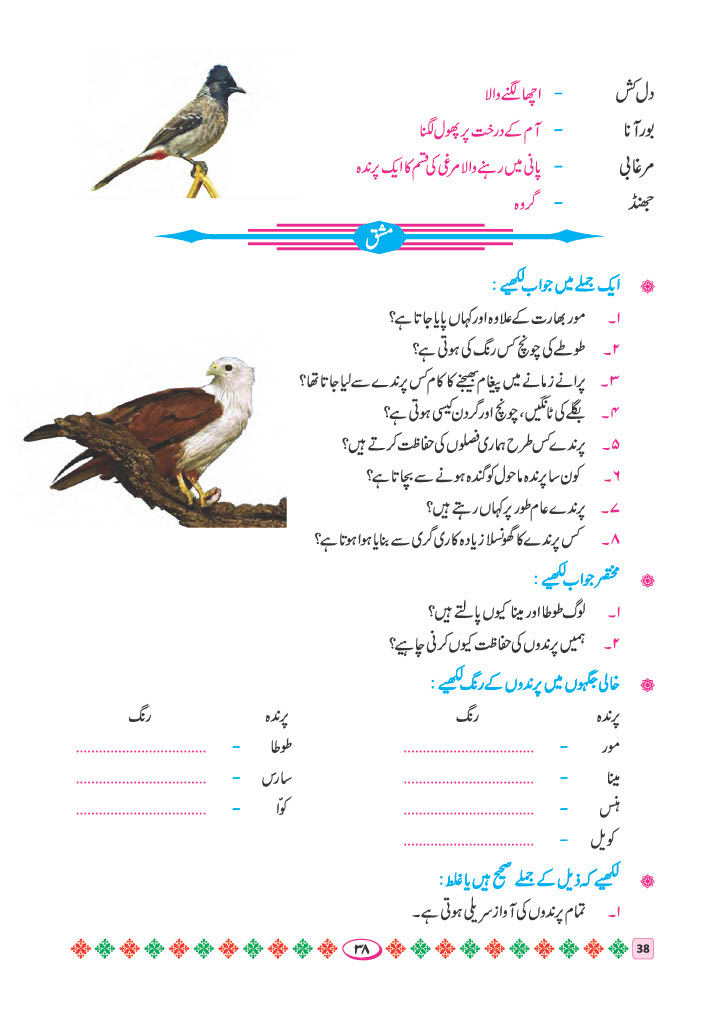 دل کش - اچھا لگنے والا
بور آنا - آم کے درخت پر پھول لگنا
مرغابی - پانی میں رہنے والا مرغی کی قسم کا ایک پرندہ
جھنڈ - گروہ
مشق
ایک جملے میں جواب لکھیے :
۱۔ مور بھارت کے علاوہ اور کہاں پایا جاتا ہے؟
۲۔ طوطے کی چونچ کس رنگ کی ہوتی ہے؟
۳۔ پرانے زمانے میں پیغام بھیجنے کا کام کس پرندے سے لیا جاتا تھا؟
۴۔ بگلے کی ٹانگیں، چونچ اور گردن کیسی ہوتی ہے؟
۵۔ پرندے کس طرح ہماری فصلوں کی حفاظت کرتے ہیں؟
۶۔ کون سا پرندہ ماحول کو گندہ ہونے سے بچاتا ہے؟
۷۔ پرندے عام طور پر کہاں رہتے ہیں؟
۸۔ کس پرندے کا گھونسلا زیادہ کاری گری سے بنایا ہوا ہوتا ہے؟
مختصر جواب لکھیے :
۱۔ لوگ طوطا اور مینا کیوں پالتے ہیں؟
۲۔ ہمیں پرندوں کی حفاظت کیوں کرنی چاہیے؟
خالی جگہوں میں پرندوں کے رنگ لکھیے :
پرندہ رنگ پرندہ رنگ
مور - .................................. طوطا - ..................................
مینا - .................................. سارس - ..................................
ہنس - .................................. کوّا - ..................................
کویل - ..................................
لکھیے کہ ذیل کے جملے صحیح ہیں یا غلط :
۱۔ تمام پرندوں کی آواز سریلی ہوتی ہے۔
۳۸
38